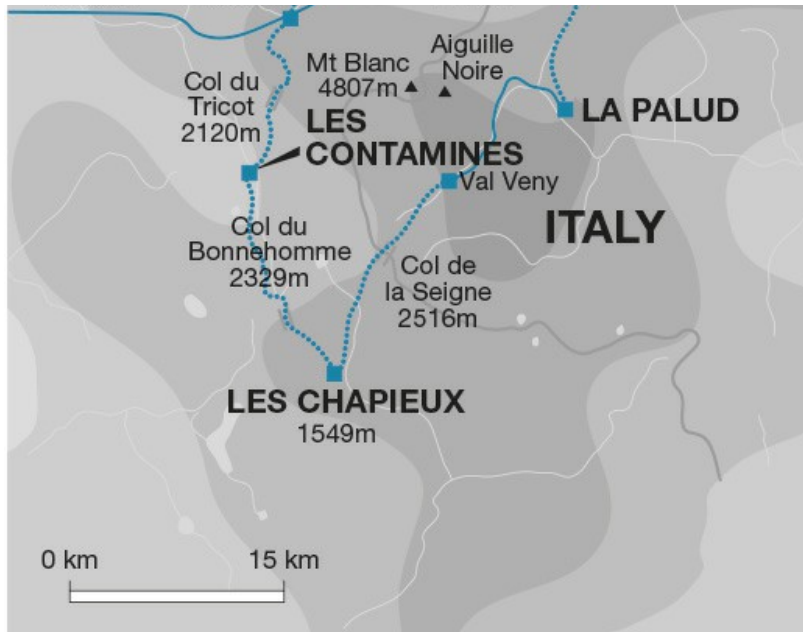 Mt Blanc
4807m
Aiguille
Noire
Col du
Tricot
2120m
LES
CONTAMINES
LA PALUD
Val Veny
ITALY
Col du
Bonnehomme
2329m
Col de
la Seigne
2516m
LES CHAPIEUX
1549m
0 km
15 km